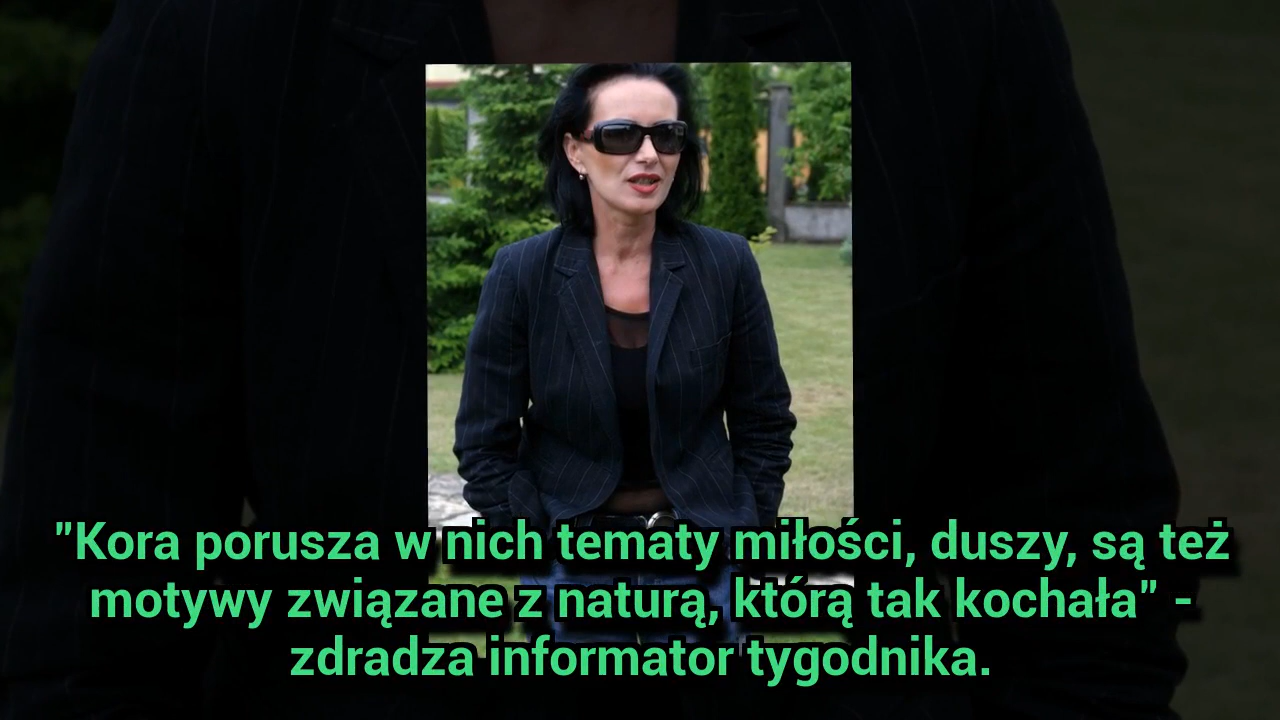 "Kora porusza w nich tematy miłości, duszy, są też
motywy związane z naturą, którą tak kochała" -
zdradza informator tygodnika.